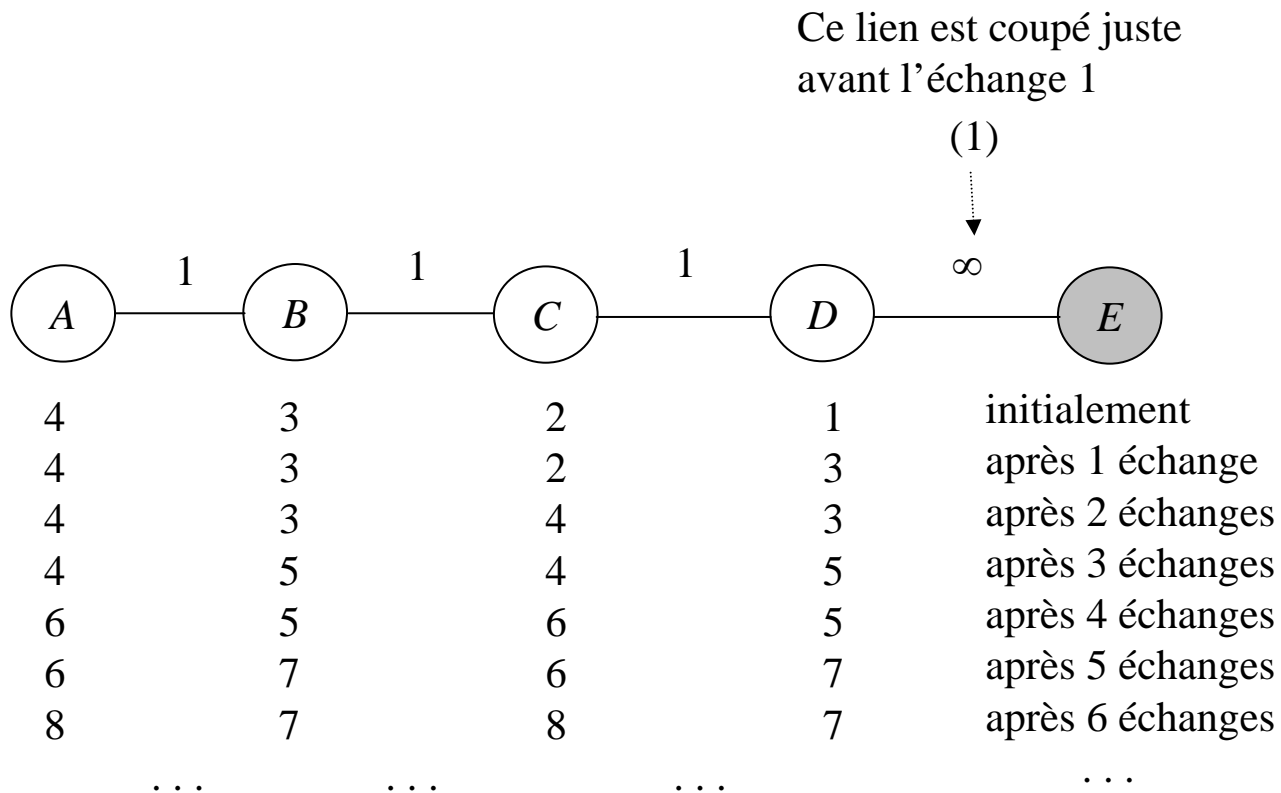 Ce lien est coupé juste
avant l’échange 1
(1)
1 1 1 ∞
A B C D E
4 3 2 1 initialement
4 3 2 3 après 1 échange
4 3 4 3 après 2 échanges
4 5 4 5 après 3 échanges
6 5 6 5 après 4 échanges
6 7 6 7 après 5 échanges
8 7 8 7 après 6 échanges
. . . . . . . . . . . .